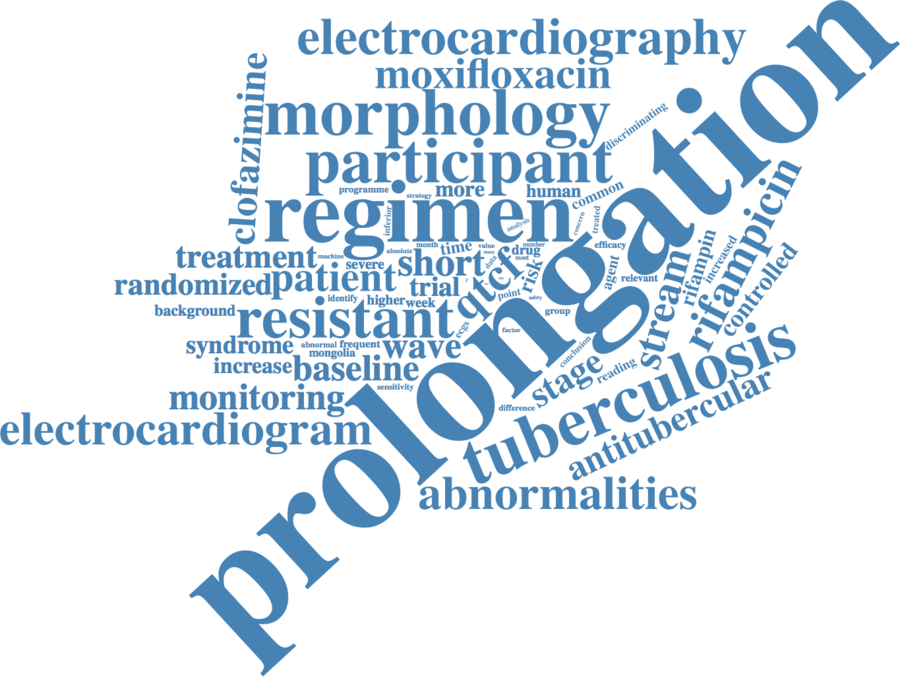 prolongation
electrocardiography
moxifloxacin
clofazimine
morphology
discriminating
participant
programme
strategy
more
human
common
regimen
inferior
analysis
concern
treated
treatment
machine
absolute
month
time
value
number
drug
most
efficacy
severe
short
data
qtcf
risk
agent
relevant
stream
rifampin
increased
rifampicin
controlled
randomized
patient
trial
point
safety
background
identify
higher
week
group
resistant
ecgs
factor
syndrome
abnormal
frequent
mongolia
wave
conclusion
increase
baseline
stage
reading
sensitivity
monitoring
difference
tuberculosis
antitubercular
electrocardiogram
abnormalities